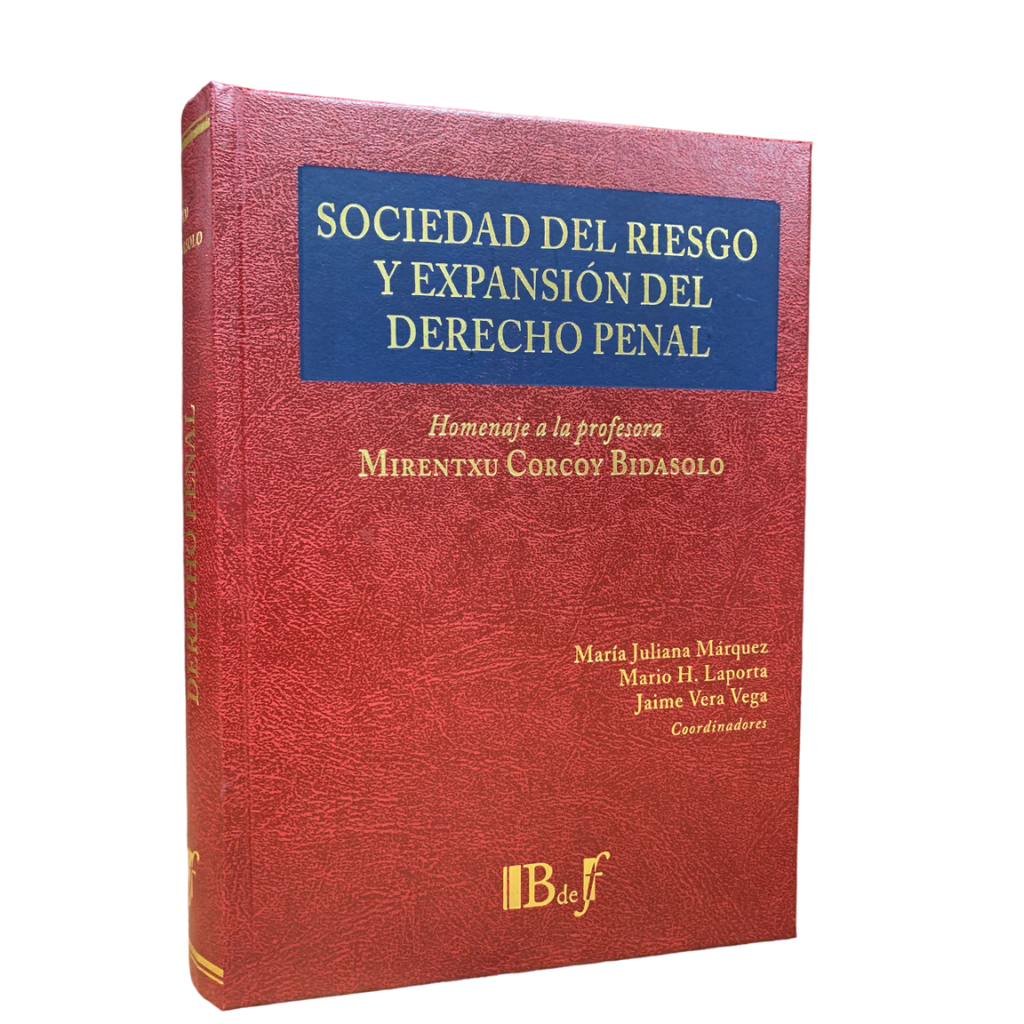 SOCIEDAD DEL RIESGO
Y EXPANSIÓN DEL
DERECHO PENAL
Homenaje a la profesora
MIRENTXU CORCOY BIDASOLO
María Juliana Márquez
Mario H. Laporta
Jaime Vera Vega
Coordinadores
B de f
DERECHO PENAL